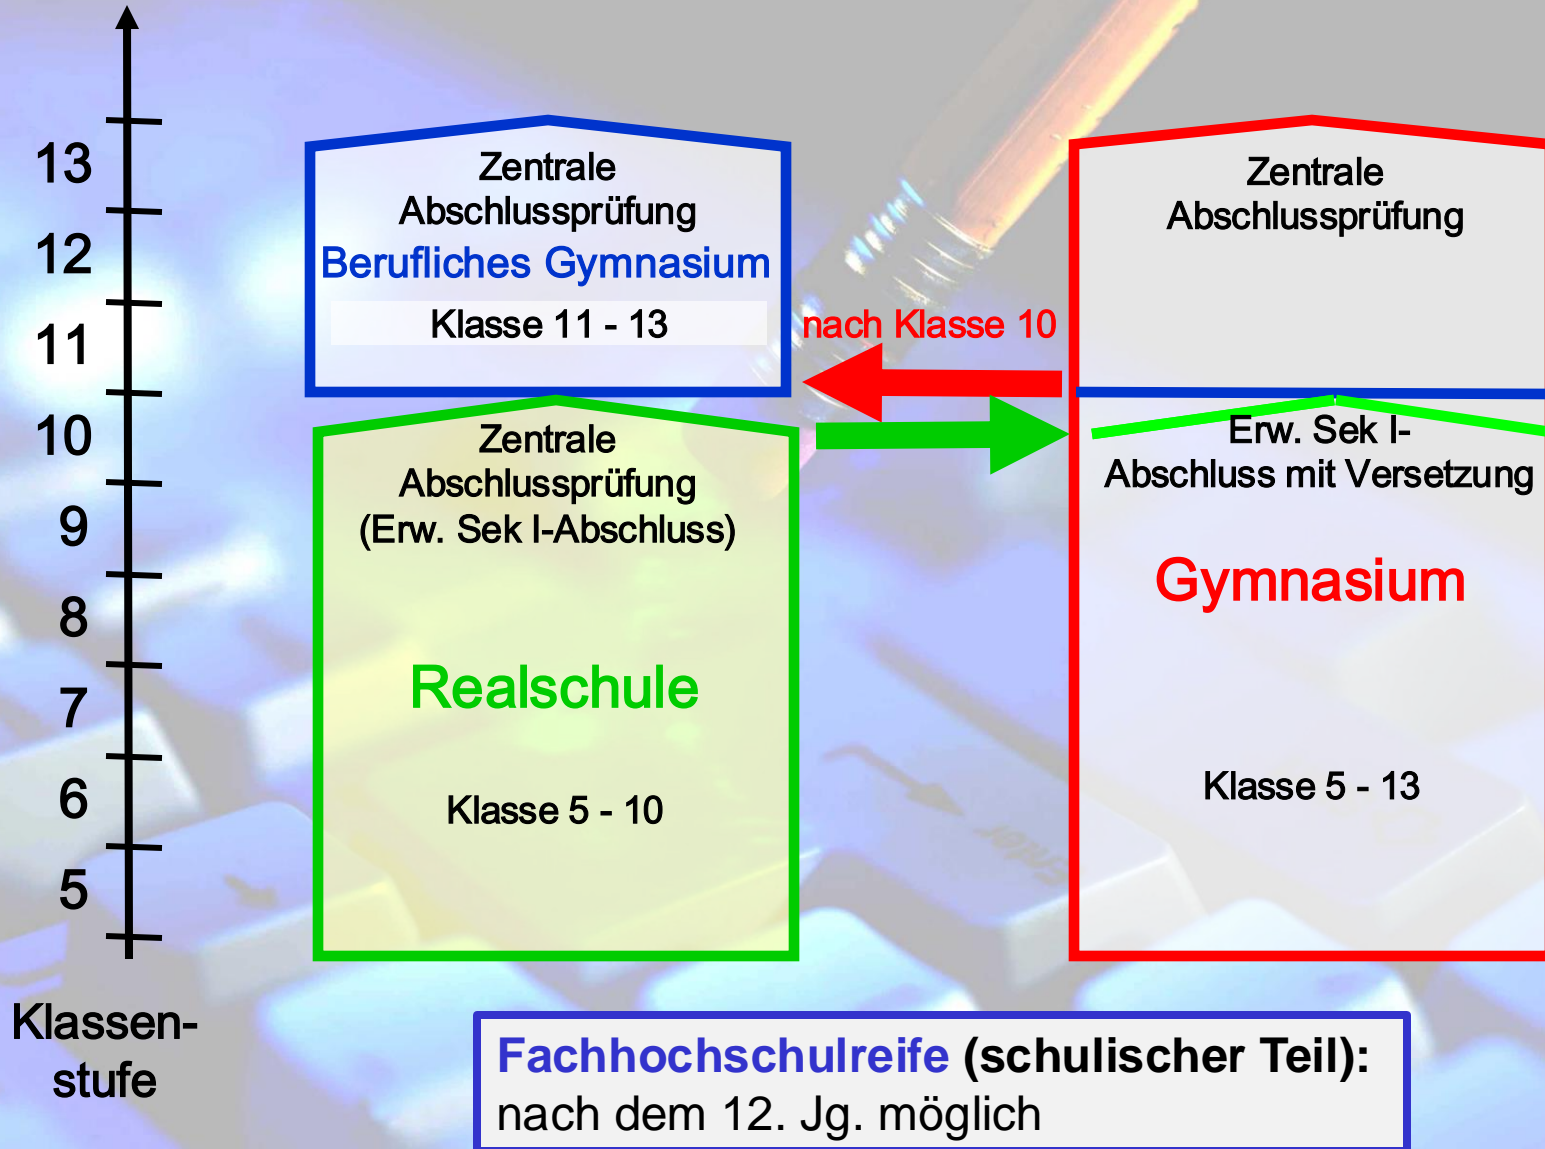 13
12
11
10
9
8
7
6
5
Klassen-
stufe
Zentrale
Abschlussprüfung
Berufliches Gymnasium
Klasse 11 - 13
nach Klasse 10
Zentrale
Abschlussprüfung
(Erw. Sek I-Abschluss)
Realschule
Klasse 5 - 10
Zentrale
Abschlussprüfung
Erw. Sek I-
Abschluss mit Versetzung
Gymnasium
Klasse 5 - 13
Enter
Fachhochschulreife (schulischer Teil):
nach dem 12. Jg. möglich